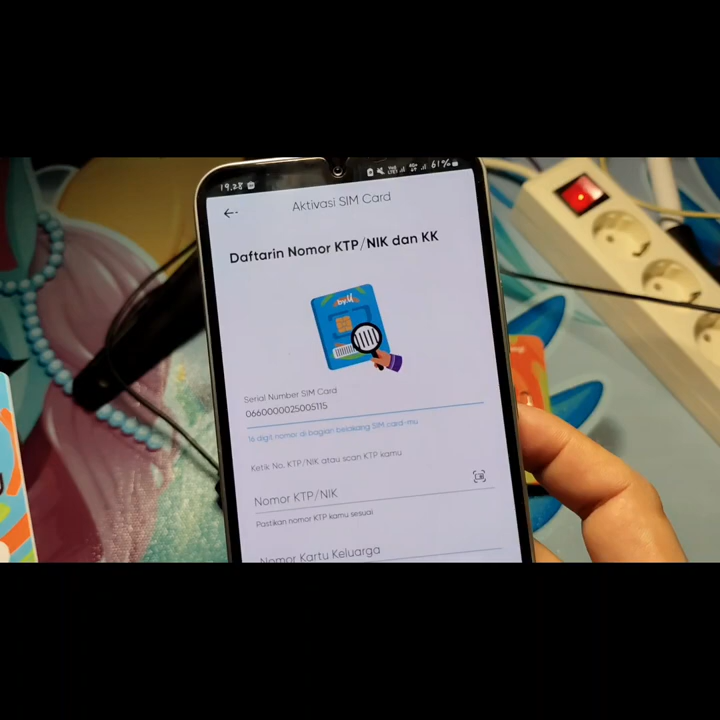 19.28
61%
Aktivasi SIM Card
Daftarin Nomor KTP/NIK dan KK
by.U
Serial Number SIM Card
0660000025005115
16 digit nomor di bagian belakang SIM card-mu
Ketik No. KTP/NIK atau scan KTP kamu
Nomor KTP/NIK
Pastikan nomor KTP kamu sesuai
Nomor Kartu Keluarga